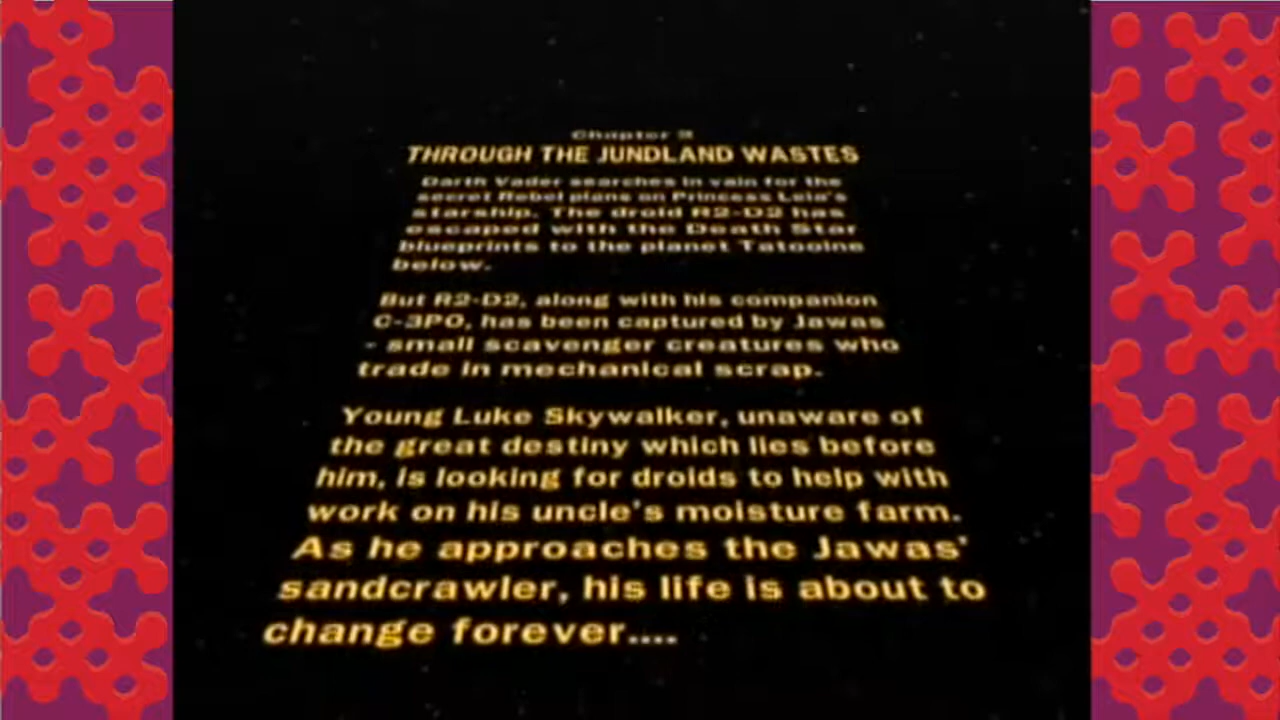 Chapter 2
THROUGH THE JUNDLAND WASTES
Darth Vader searches in vain for the
secret Rebel plans on Princess Leia's
starship. The droid R2-D2 has
escaped with the Death Star
blueprints to the planet Tatooine
below.
But R2-D2, along with his companion
C-3PO, has been captured by Jawas
- small scavenger creatures who
trade in mechanical scrap.
Young Luke Skywalker, unaware of
the great destiny which lies before
him, is looking for droids to help with
work on his uncle's moisture farm.
As he approaches the Jawas'
sandcrawler, his life is about to
change forever....